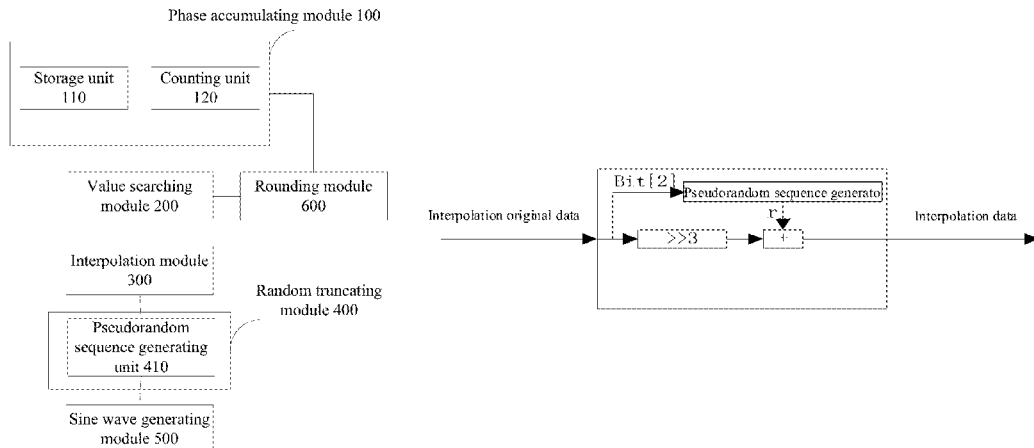 Phase accumulating module 100
Storage unit
110
Counting unit
120
Value searching
module 200
Rounding module
600
Interpolation module
300
Random truncating
module 400
Pseudorandom
sequence generating
unit 410
Sine wave generating
module 500
Bit[2]
Pseudorandom sequence generato
r
Interpolation original data
>>3
+
Interpolation data